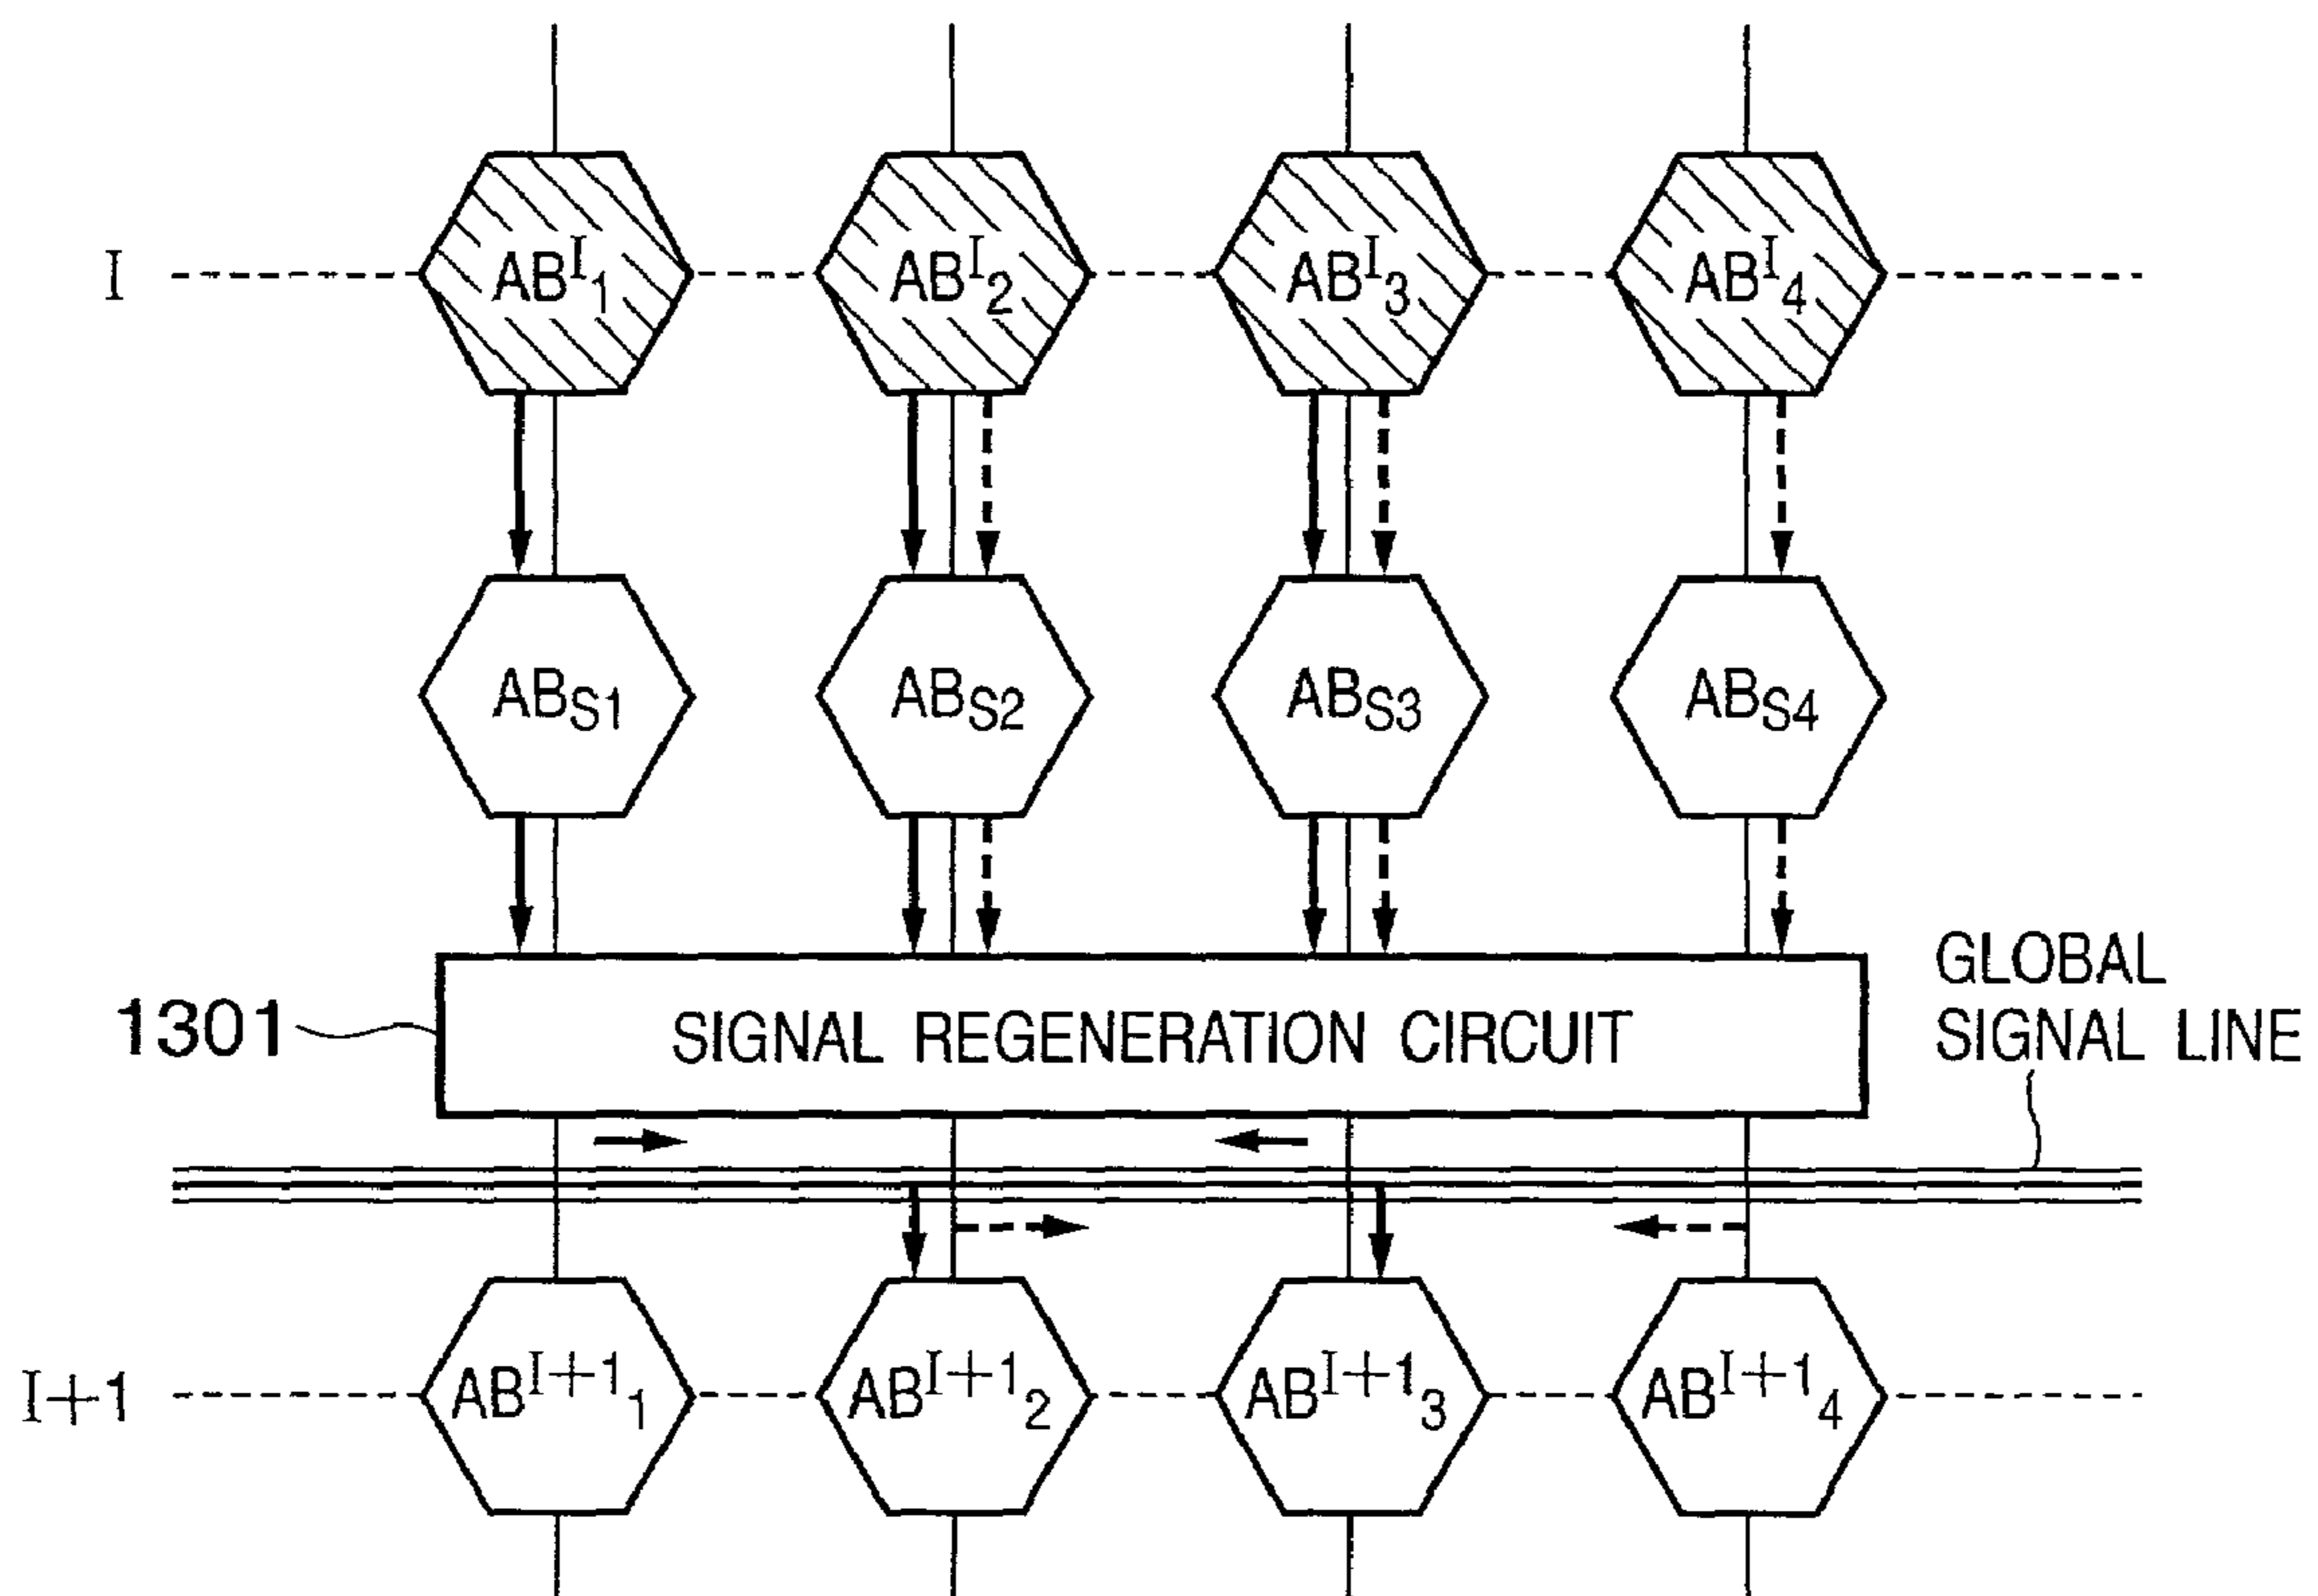 I
AB^I_1
AB^I_2
AB^I_3
AB^I_4
AB_S1
AB_S2
AB_S3
AB_S4
1301
SIGNAL REGENERATION CIRCUIT
GLOBAL
SIGNAL LINE
I+1
AB^I+1_1
AB^I+1_2
AB^I+1_3
AB^I+1_4